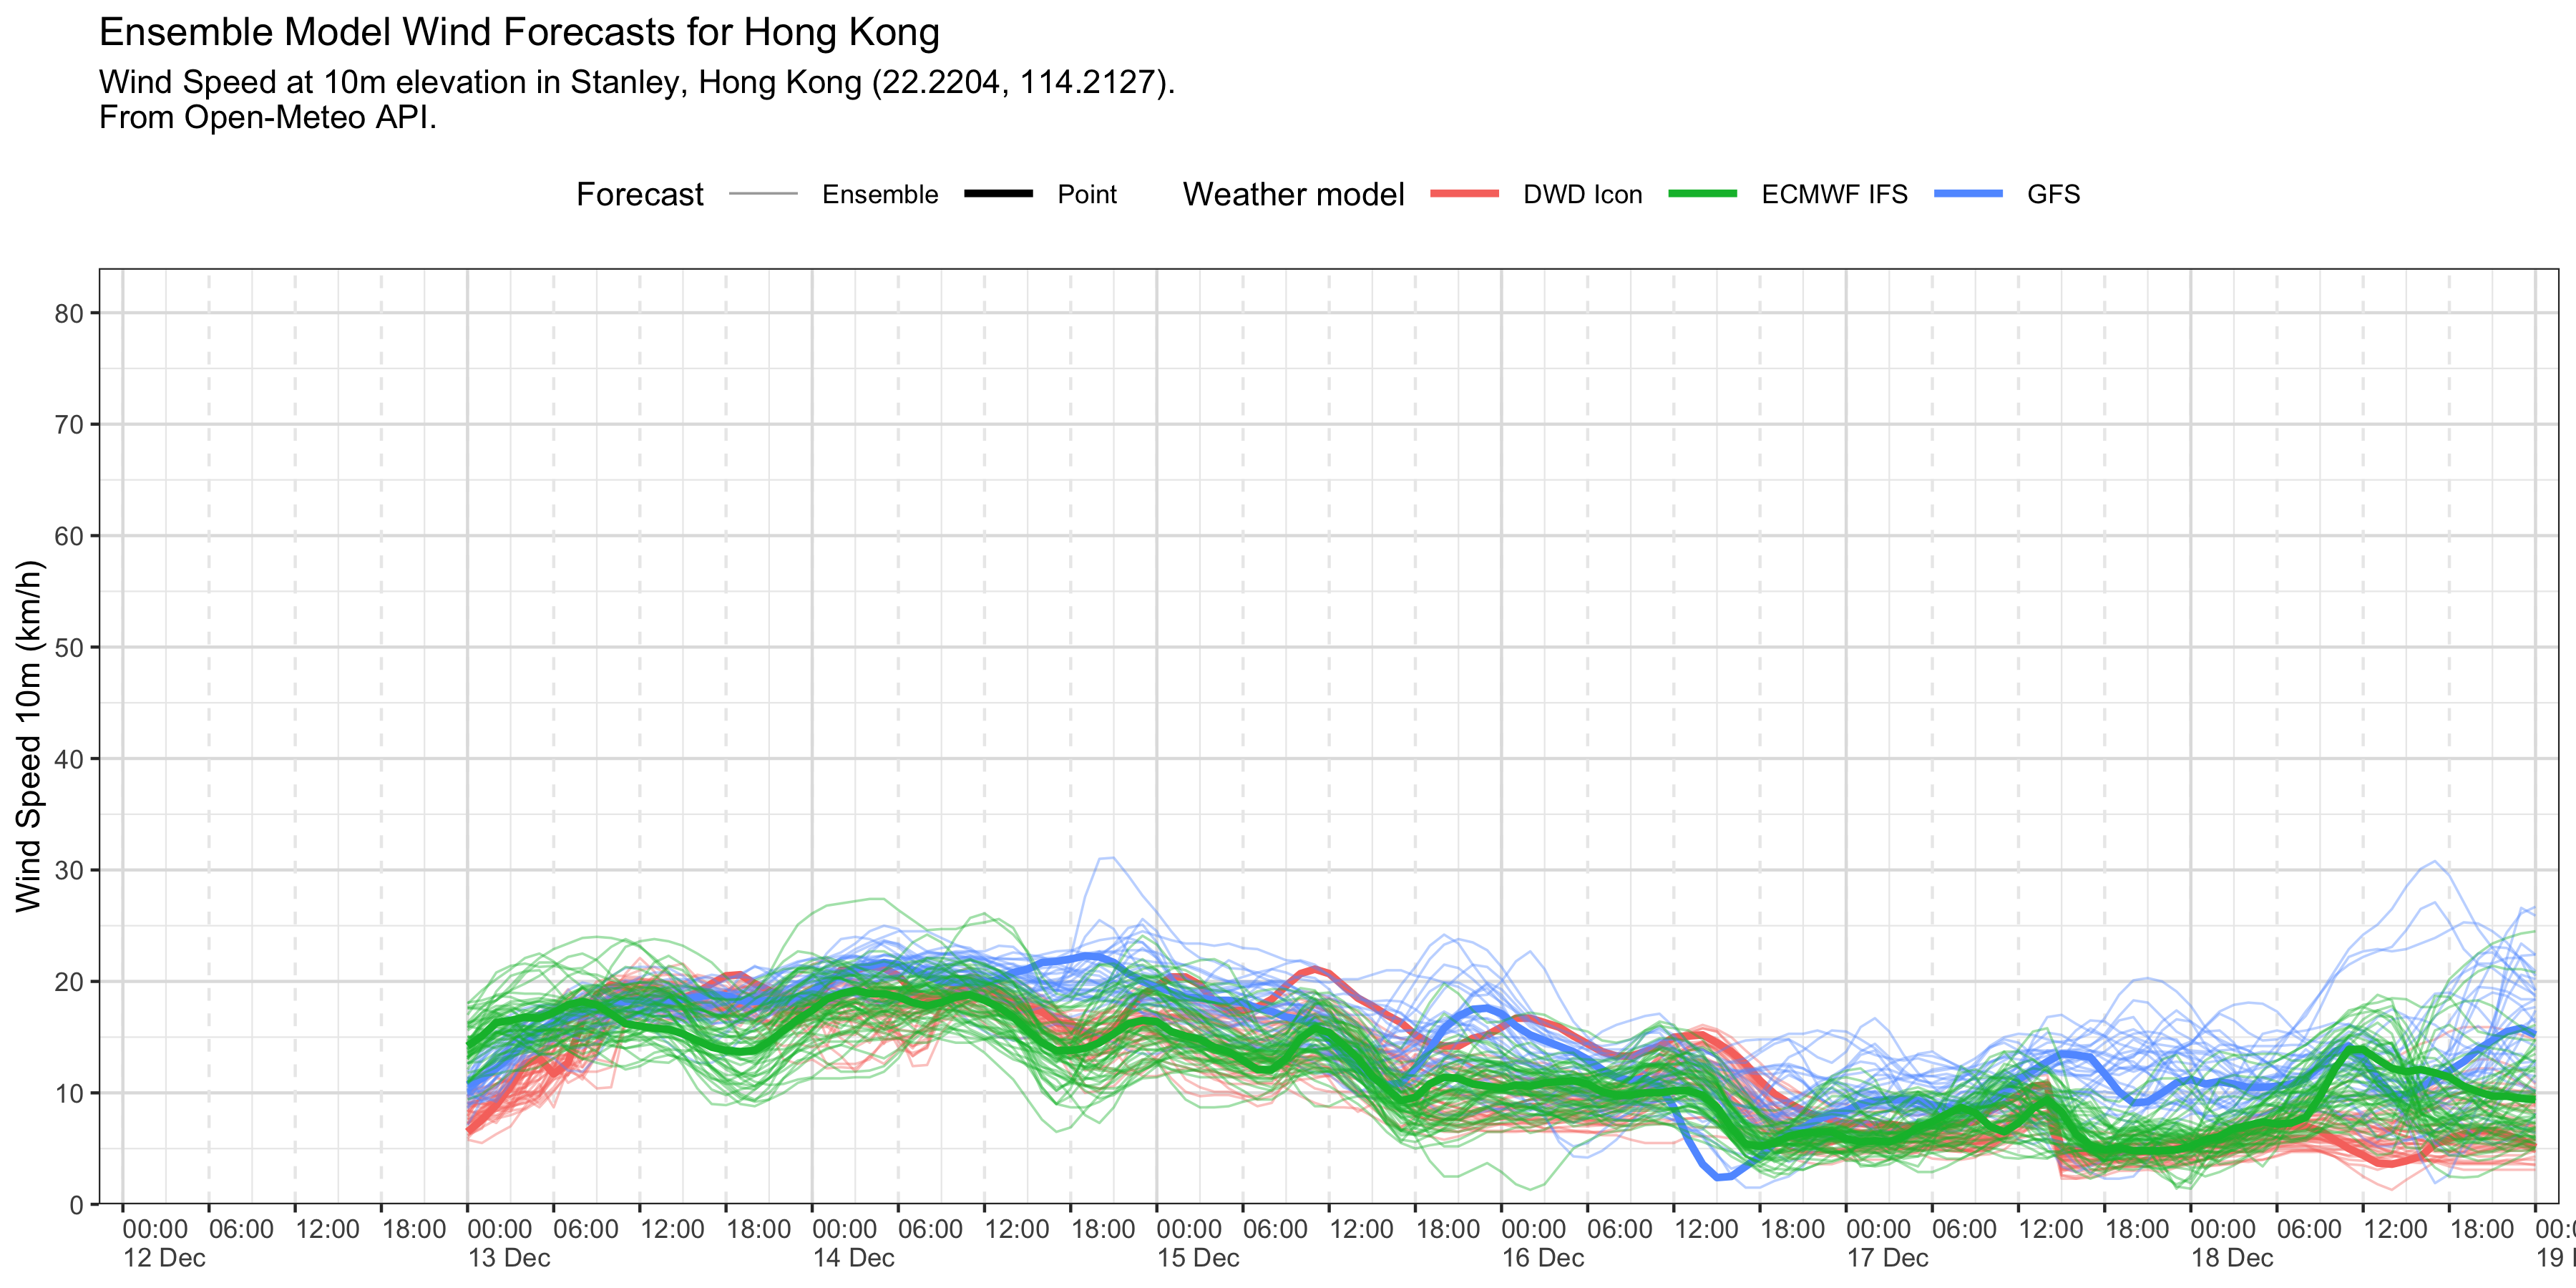 Ensemble Model Wind Forecasts for Hong Kong
Wind Speed at 10m elevation in Stanley, Hong Kong (22.2204, 114.2127).
From Open-Meteo API.
Forecast Ensemble Point Weather model DWD Icon ECMWF IFS GFS
Wind Speed 10m (km/h)
80
70
60
50
40
30
20
10
0
00:00 06:00 12:00 18:00 00:00 06:00 12:00 18:00 00:00 06:00 12:00 18:00 00:00 06:00 12:00 18:00 00:00 06:00 12:00 18:00 00:00 06:00 12:00 18:00 00:00 06:00 12:00 18:00
12 Dec 13 Dec 14 Dec 15 Dec 16 Dec 17 Dec 18 Dec 19